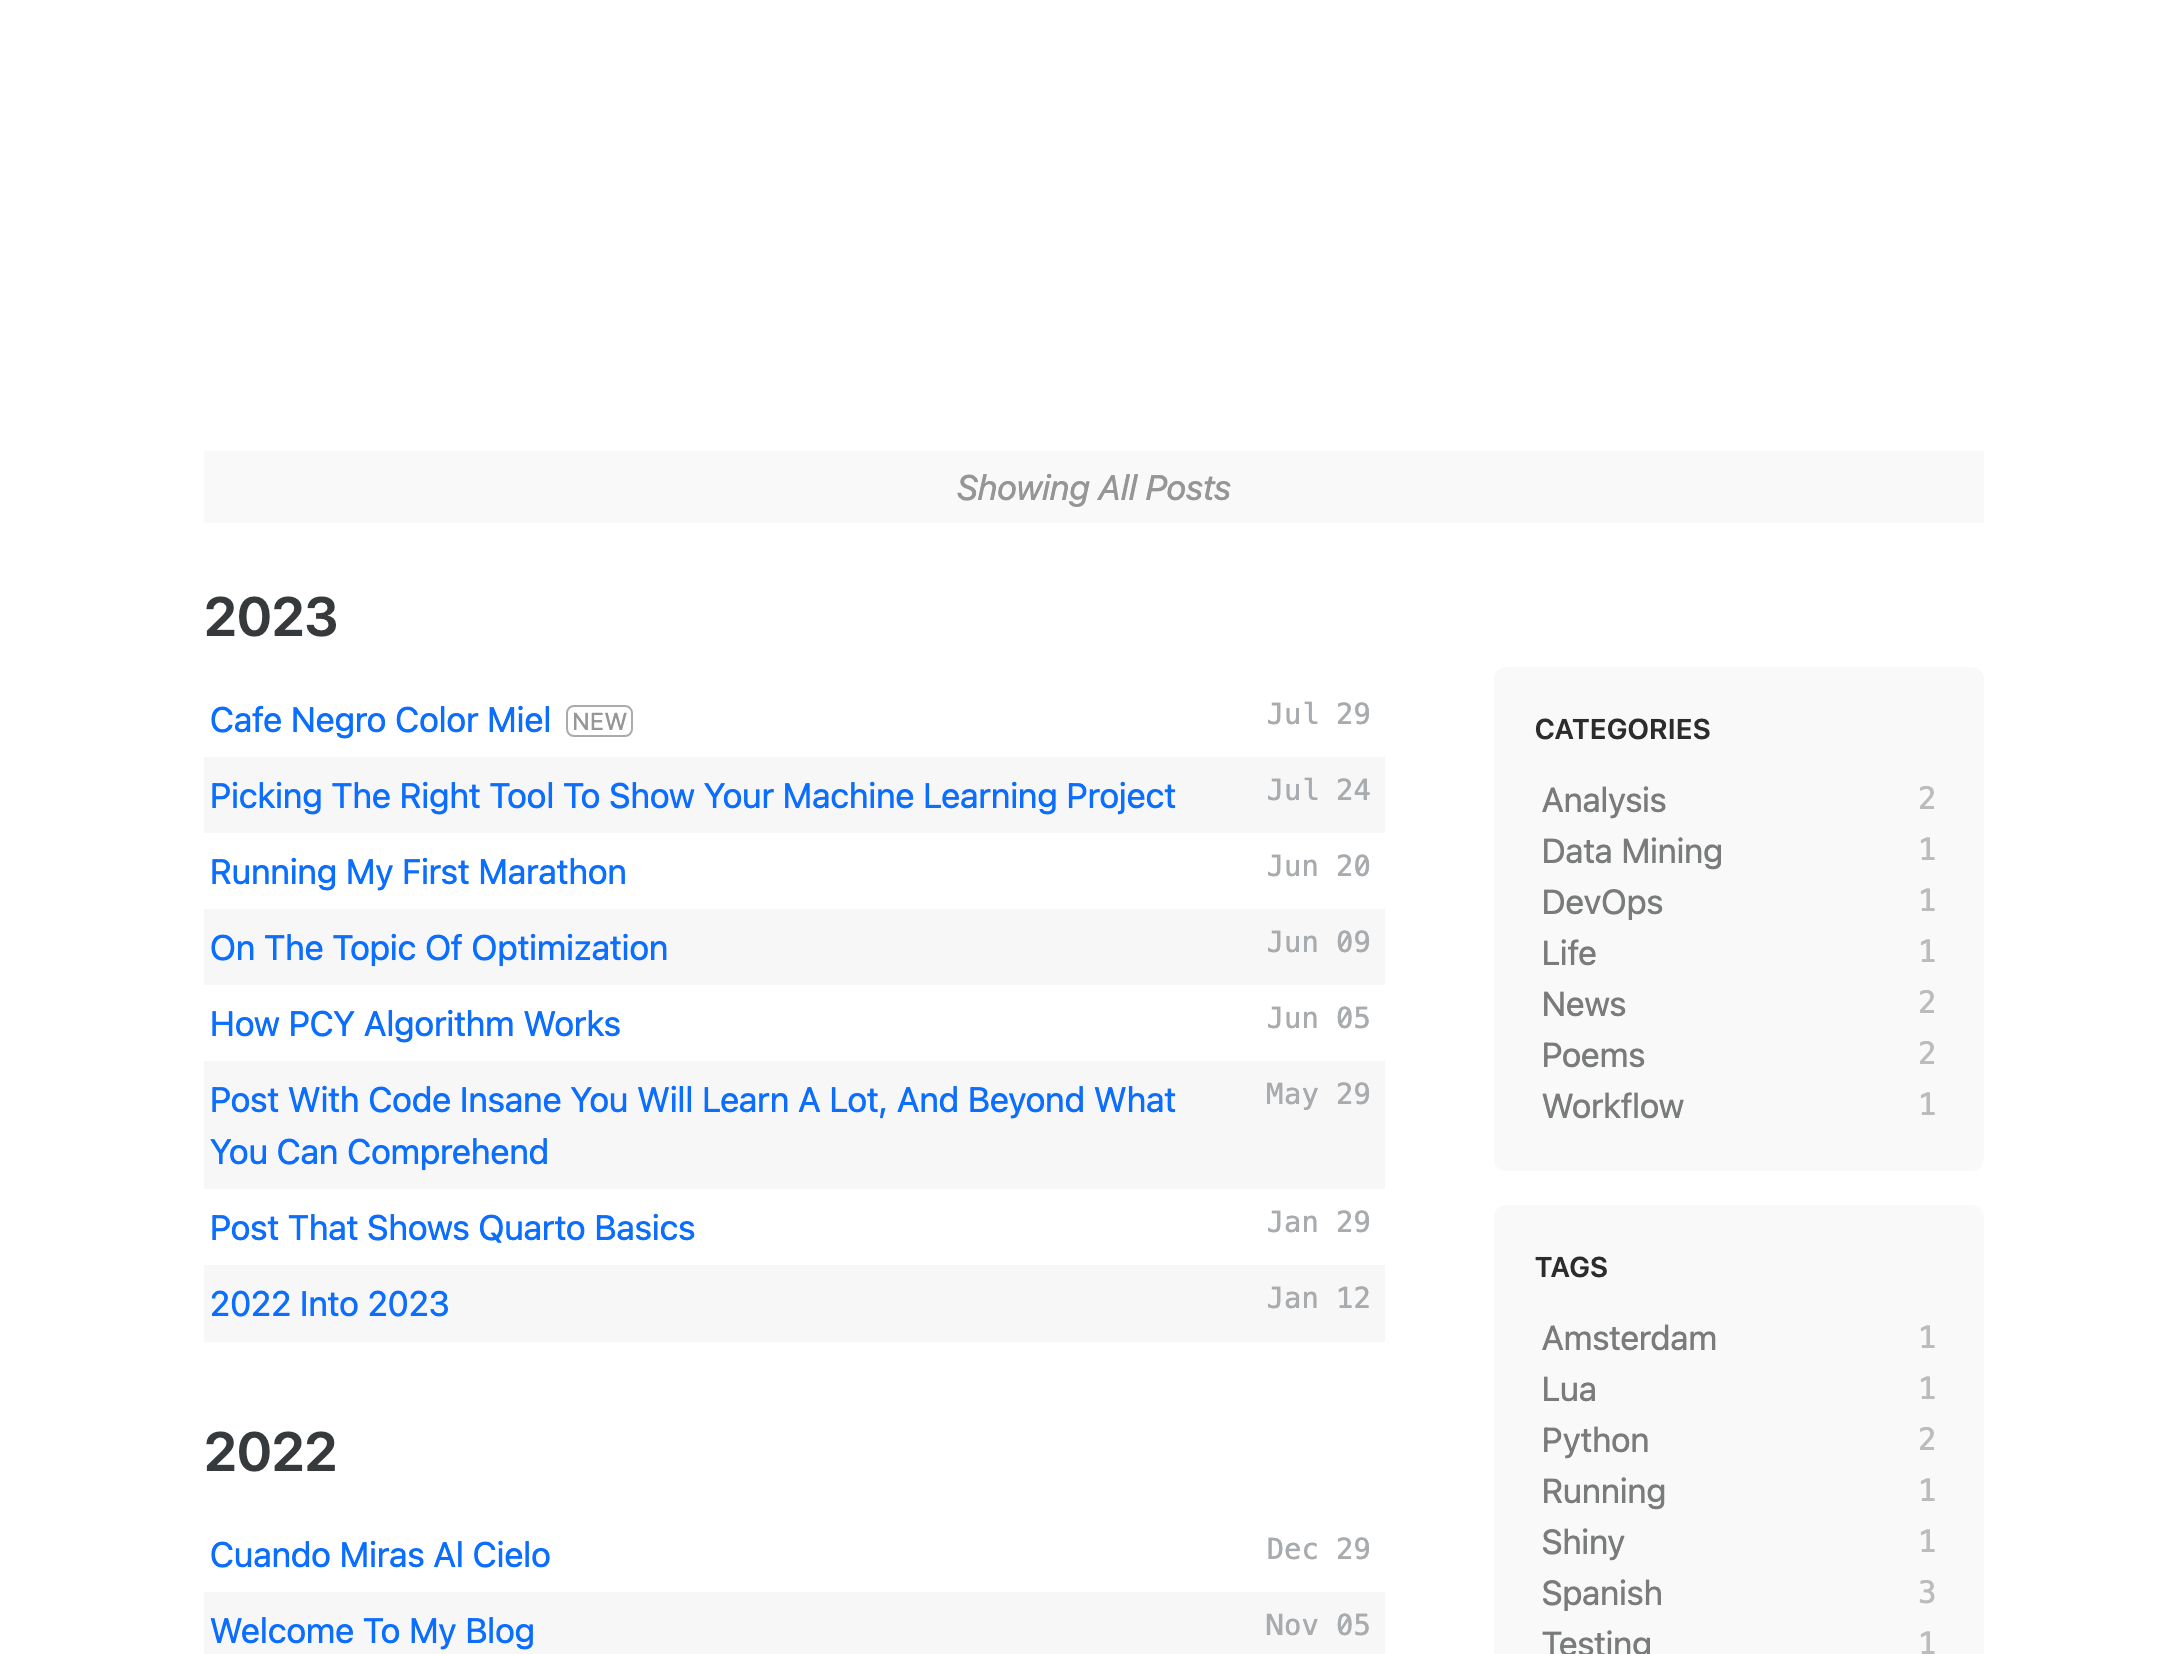 Showing All Posts
2023
Cafe Negro Color Miel NEW Jul 29
Picking The Right Tool To Show Your Machine Learning Project Jul 24
Running My First Marathon Jun 20
On The Topic Of Optimization Jun 09
How PCY Algorithm Works Jun 05
Post With Code Insane You Will Learn A Lot, And Beyond What May 29
You Can Comprehend
Post That Shows Quarto Basics Jan 29
2022 Into 2023 Jan 12
2022
Cuando Miras Al Cielo Dec 29
Welcome To My Blog Nov 05
CATEGORIES
Analysis 2
Data Mining 1
DevOps 1
Life 1
News 2
Poems 2
Workflow 1
TAGS
Amsterdam 1
Lua 1
Python 2
Running 1
Shiny 1
Spanish 3
Testing 1